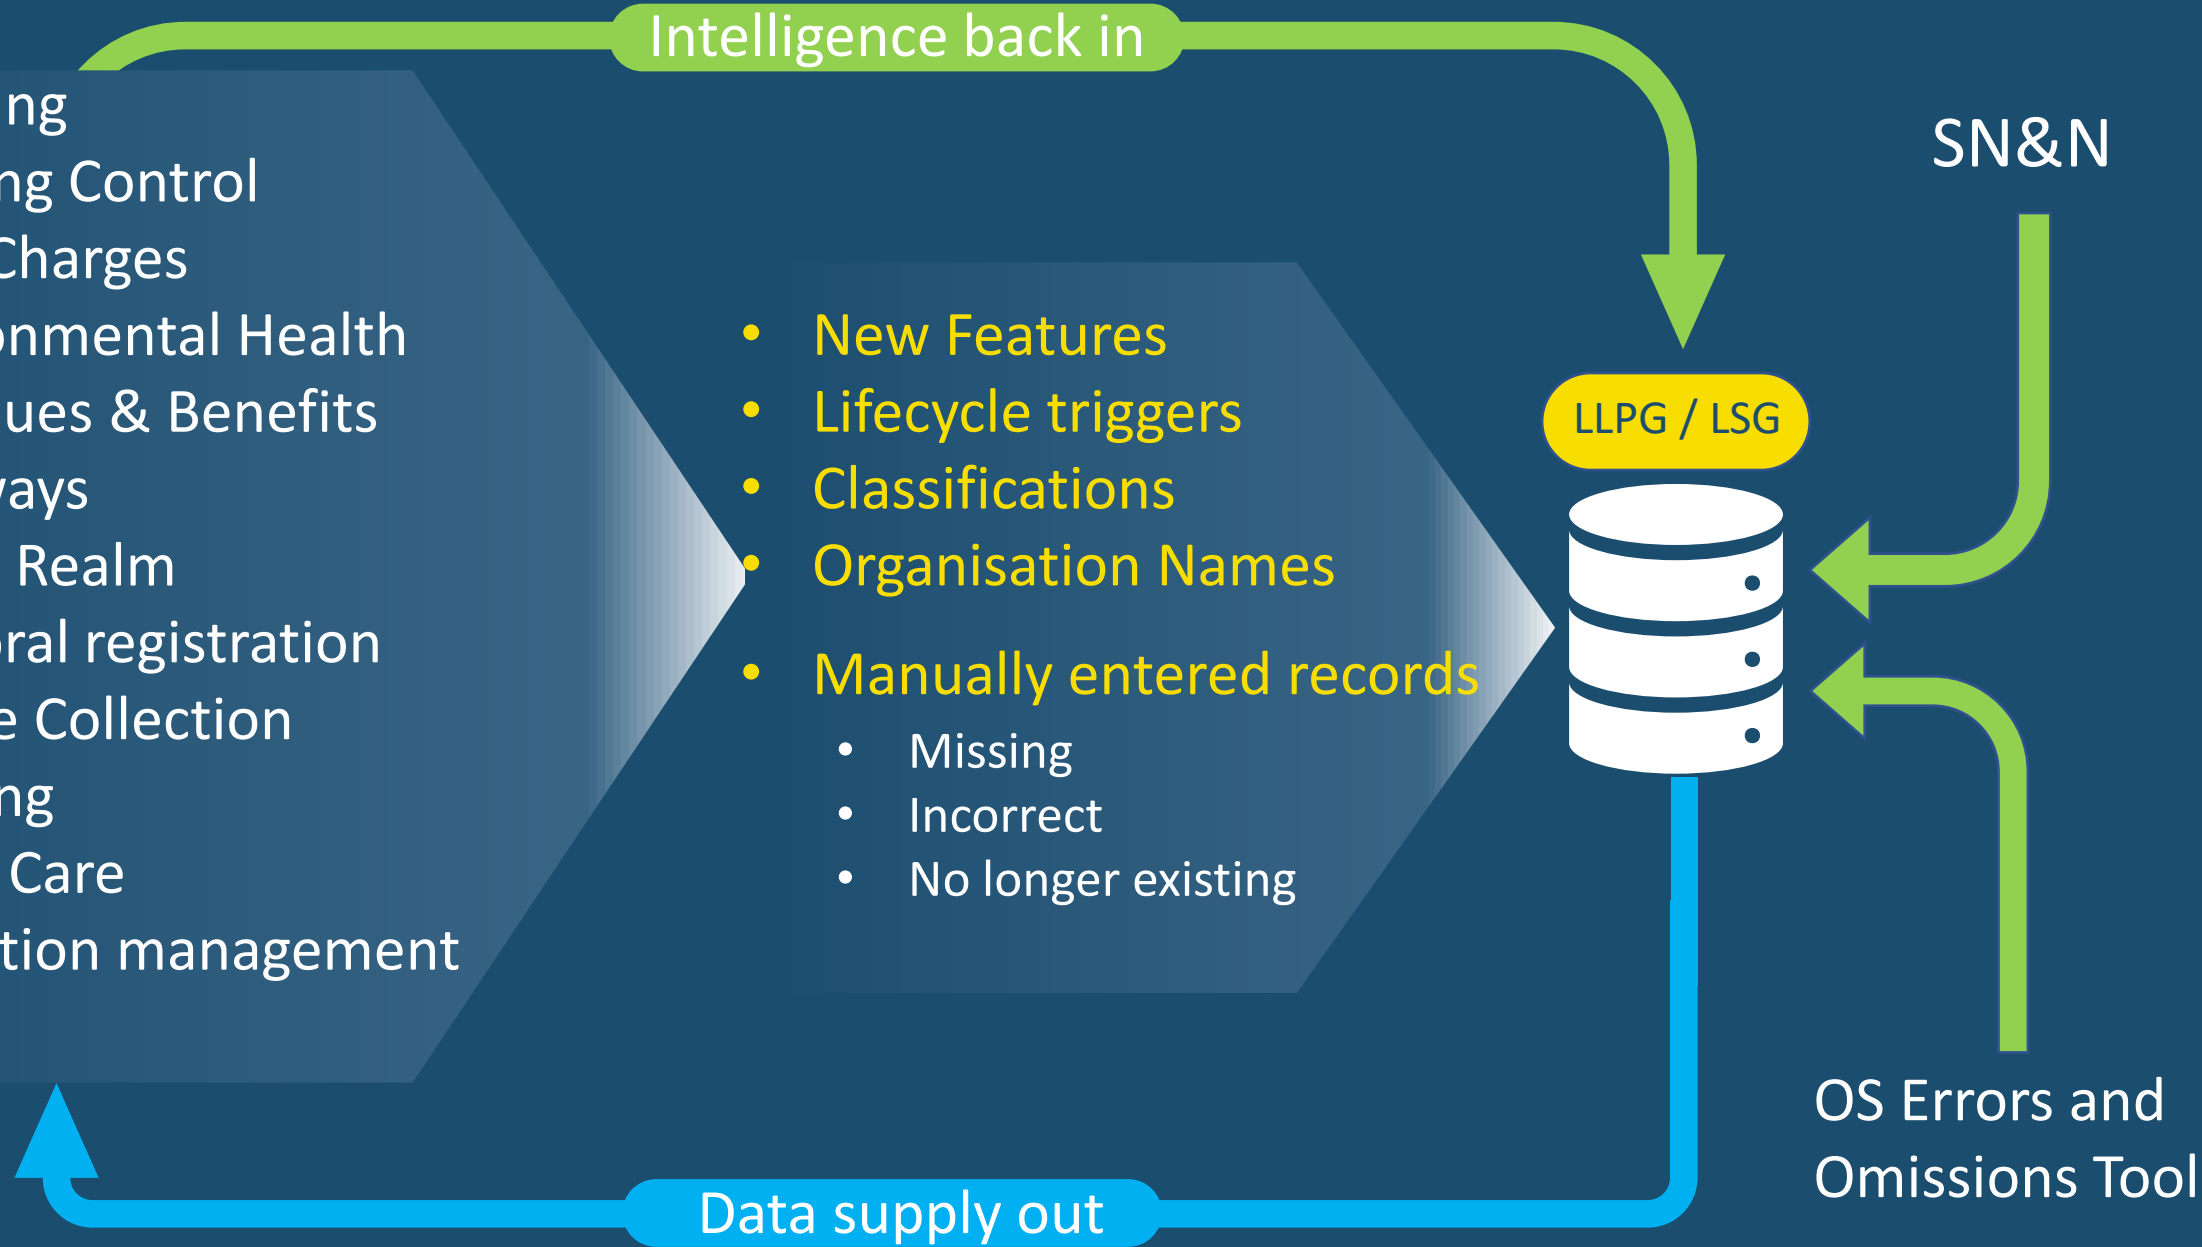 Intelligence back in
ng
ng Control
Charges
onmental Health
ues & Benefits
ways
Realm
oral registration
e Collection
ng
Care
tion management
• New Features
• Lifecycle triggers
• Classifications
• Organisation Names
• Manually entered records
• Missing
• Incorrect
• No longer existing
LLPG / LSG
SN&N
OS Errors and
Omissions Tool
Data supply out